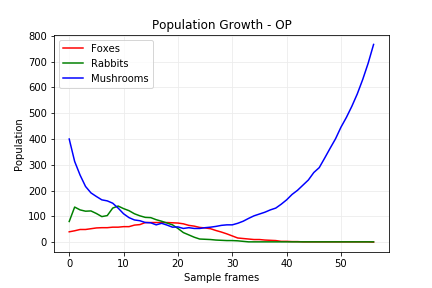 Population Growth - OP
Foxes
Rabbits
Mushrooms
Population
800
700
600
500
400
300
200
100
0
0 10 20 30 40 50
Sample frames